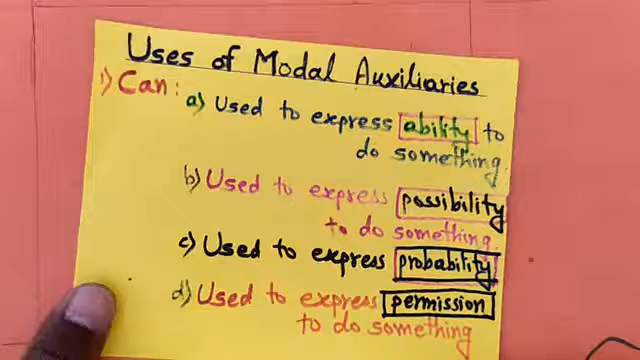 Uses of Modal Auxiliaries
1) Can:
a) Used to express ability to
do something.
b) Used to express possibility
to do something.
c) Used to express probability
d) Used to express permission
to do something